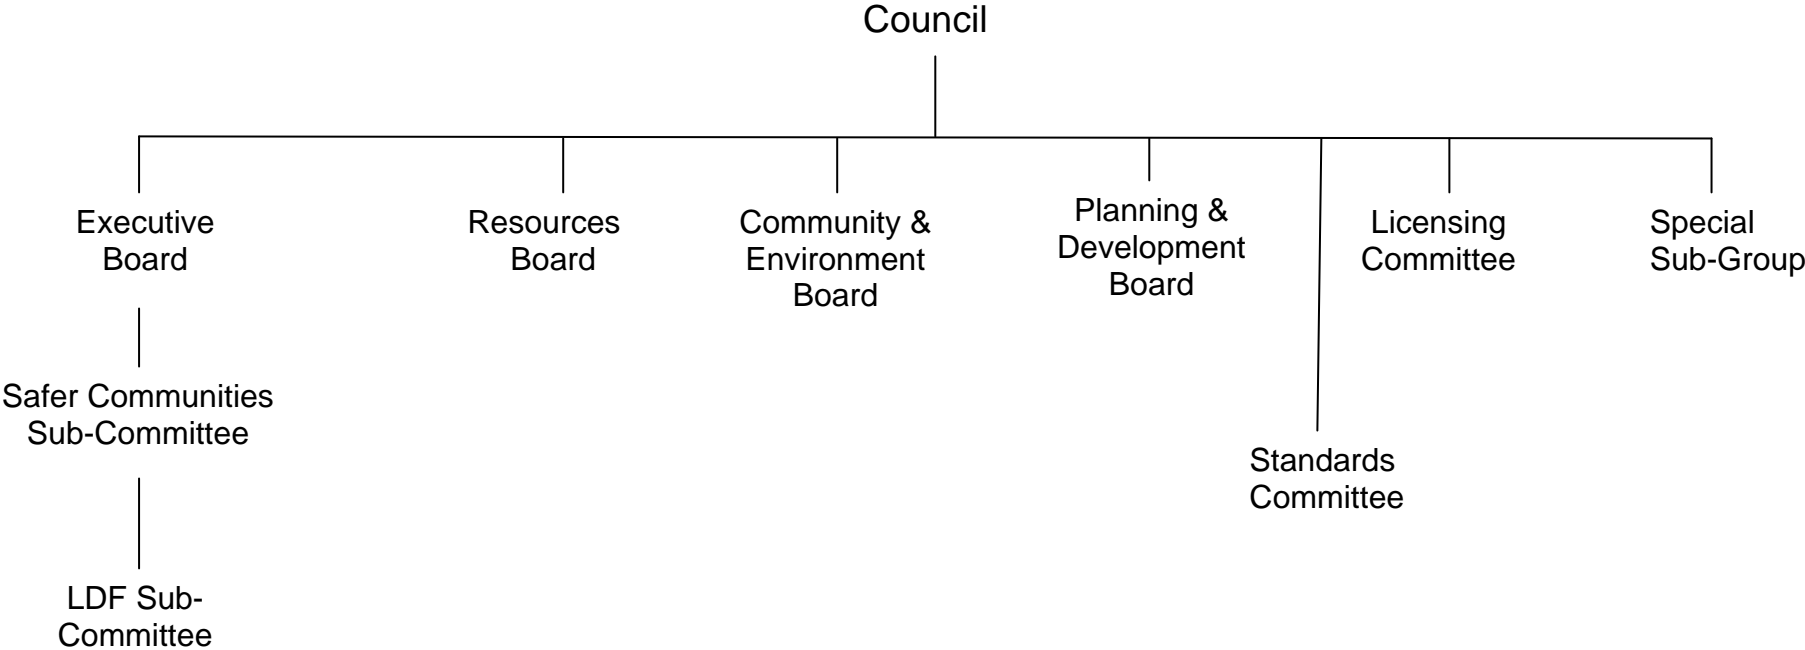 Council
Executive
Board
Resources
Board
Community &
Environment
Board
Planning &
Development
Board
Licensing
Committee
Special
Sub-Group
Safer Communities
Sub-Committee
Standards
Committee
LDF Sub-
Committee